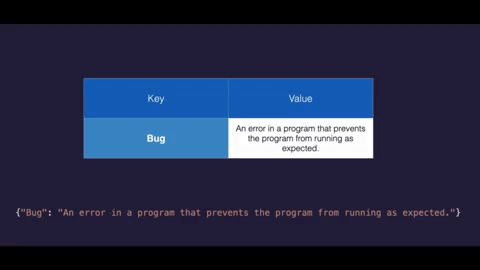 Key Value
Bug
An error in a program that prevents
the program from running as
expected.
{"Bug": "An error in a program that prevents the program from running as expected."}